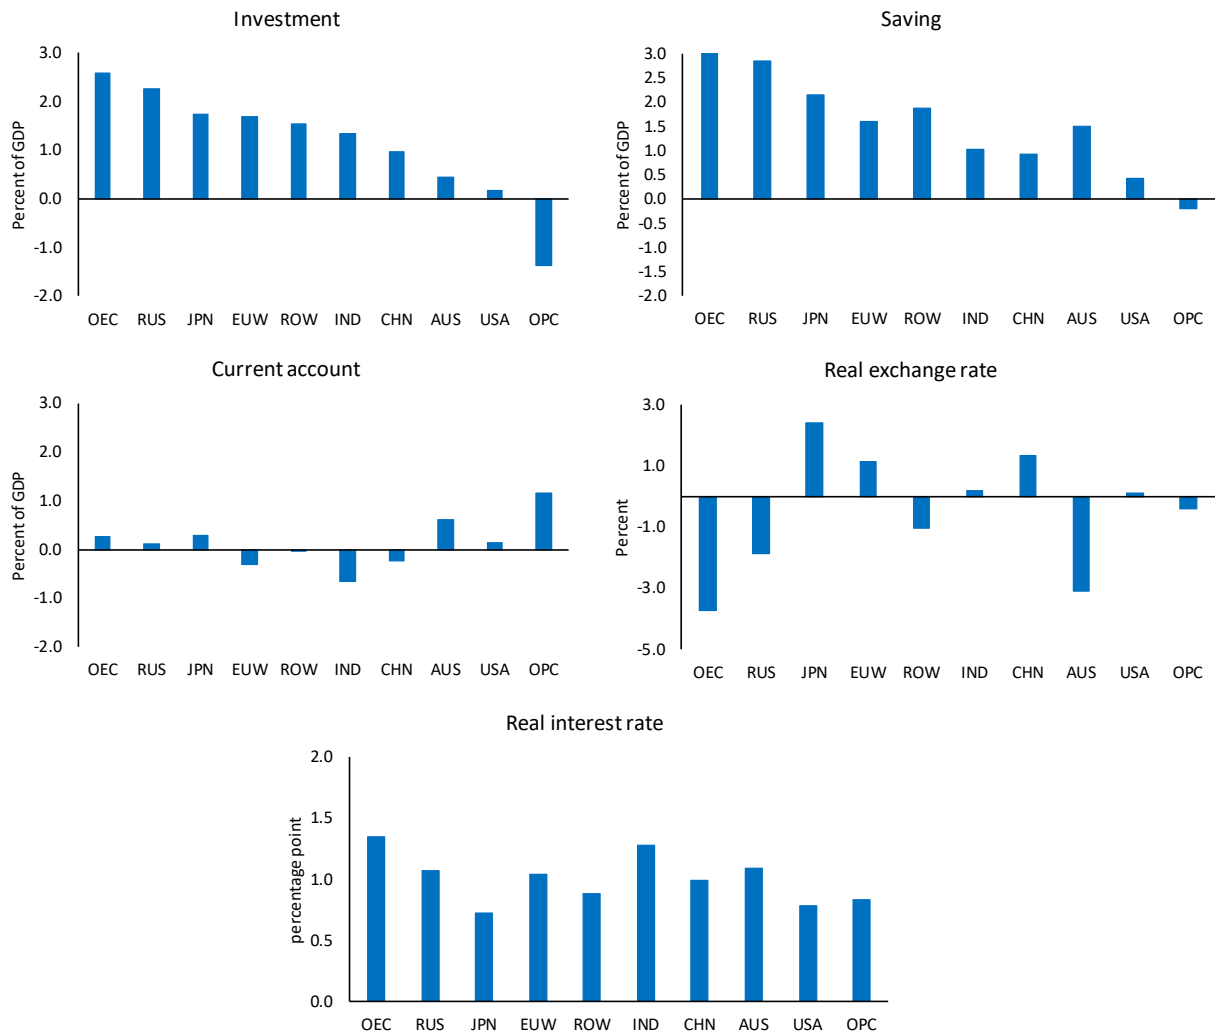 Investment
Percent of GDP
3.0
2.0
1.0
0.0
-1.0
-2.0
OEC RUS JPN EUW ROW IND CHN AUS USA OPC
Saving
Percent of GDP
3.0
2.5
2.0
1.5
1.0
0.5
0.0
-0.5
-1.0
-1.5
-2.0
OEC RUS JPN EUW ROW IND CHN AUS USA OPC
Current account
Percent of GDP
3.0
2.0
1.0
0.0
-1.0
-2.0
OEC RUS JPN EUW ROW IND CHN AUS USA OPC
Real exchange rate
Percent
3.0
1.0
-1.0
-3.0
-5.0
OEC RUS JPN EUW ROW IND CHN AUS USA OPC
Real interest rate
percentage point
2.0
1.5
1.0
0.5
0.0
OEC RUS JPN EUW ROW IND CHN AUS USA OPC